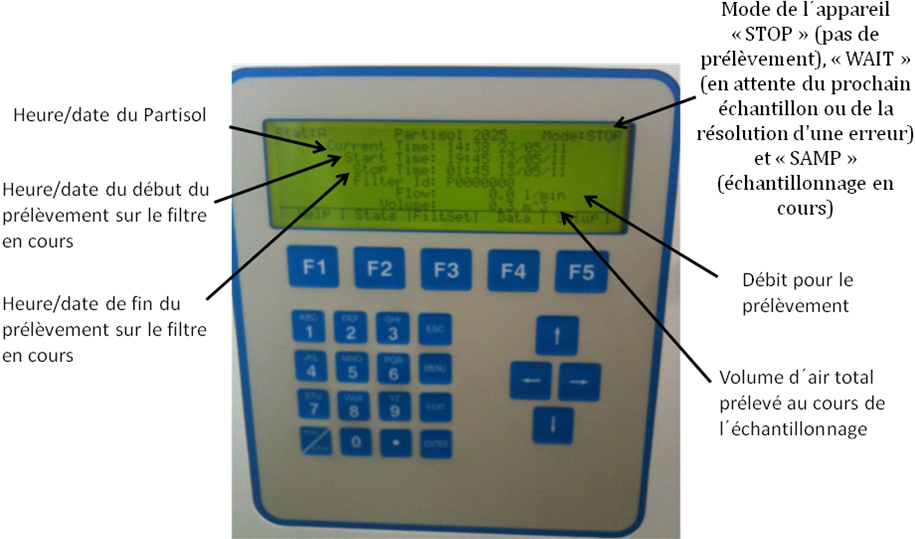 Mode de l´appareil
« STOP » (pas de
prélèvement), « WAIT »
(en attente du prochain
échantillon ou de la
résolution d'une erreur)
et « SAMP »
(échantillonnage en
cours)
Heure/date du Partisol
Heure/date du début du
prélèvement sur le filtre
en cours
Heure/date de fin du
prélèvement sur le filtre
en cours
Stat:A Partisol 2025 Mode:STOP
Current Time: 14:38 23/05/11
Start Time: 19:45 12/05/11
Stop Time: 01:45 13/05/11
Filter Id: P0000000
Flow: 0.0 l/min
Volume: m^3
Help | Stats |FiltSet| Data | Setup |
F1 F2 F3 F4 F5
ABC DEF GHI
1 2 3 ESC
JKL MNO PQR
4 5 6 MENU
STU VWX YZ
7 8 9 EDIT
0 . ENTER
Débit pour le
prélèvement
Volume d´air total
prélevé au cours de
l´échantillonnage